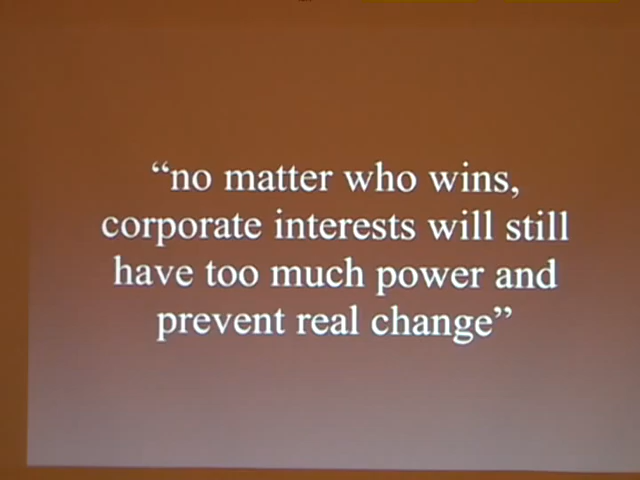 “no matter who wins,
corporate interests will still
have too much power and
prevent real change”